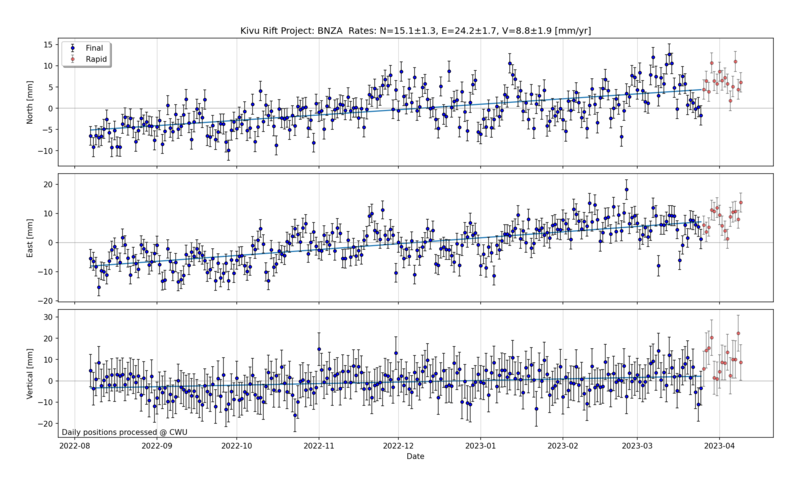 Kivu Rift Project: BNZA Rates: N=15.1±1.3, E=24.2±1.7, V=8.8±1.9 [mm/yr]
Final
Rapid
North [mm]
15
10
5
0
−5
−10
East [mm]
20
10
0
−10
−20
Vertical [mm]
30
20
10
0
−10
−20
Daily positions processed @ CWU
2022-08 2022-09 2022-10 2022-11 2022-12 2023-01 2023-02 2023-03 2023-04
Date